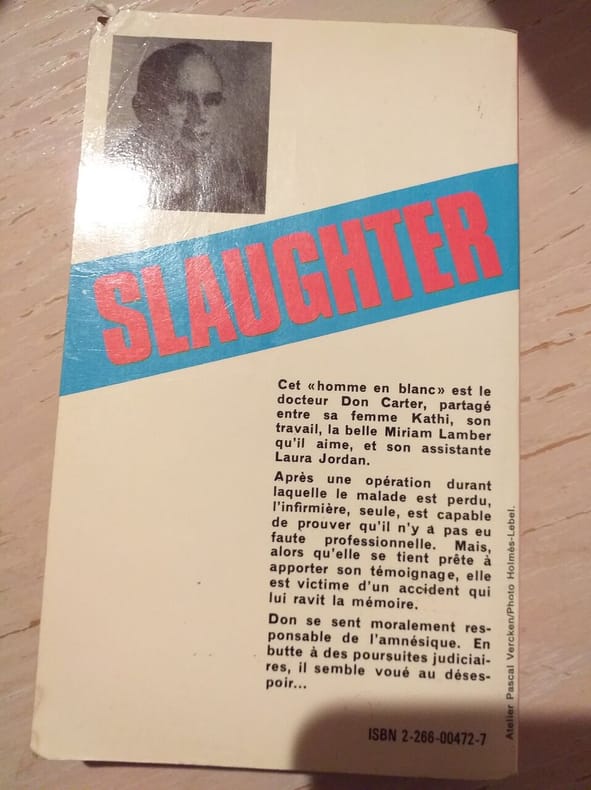 SLAUGHTER
Cet «homme en blanc» est le
docteur Don Carter, partagé
entre sa femme Kathi, son
travail, la belle Miriam Lamber
qu'il aime, et son assistante
Laura Jordan.
Après une opération durant
laquelle le malade est perdu,
l'infirmière, seule, est capable
de prouver qu'il n'y a pas eu
faute professionnelle. Mais,
alors qu'elle se tient prête à
apporter son témoignage, elle
est victime d'un accident qui
lui ravit la mémoire.
Don se sent moralement res-
ponsable de l'amnésique. En
butte à des poursuites judiciai-
res, il semble voué au déses-
poir...
ISBN 2-266-00472-7
Atelier Pascal Vercken/Photo Holmès-Lebel.